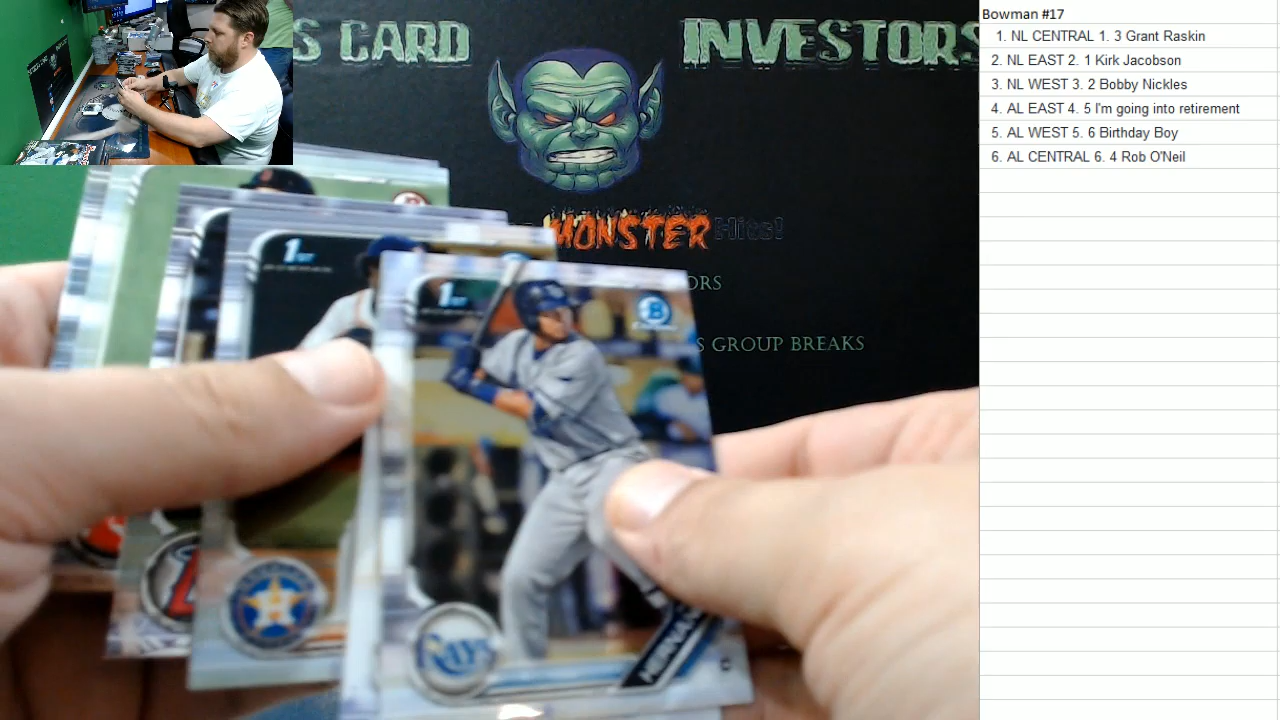 S CARD INVESTORS
MONSTER Hits!
ORS
S GROUP BREAKS
1ST
1ST
B
Rays
Bowman #17
1. NL CENTRAL 1. 3 Grant Raskin
2. NL EAST 2. 1 Kirk Jacobson
3. NL WEST 3. 2 Bobby Nickles
4. AL EAST 4. 5 I'm going into retirement
5. AL WEST 5. 6 Birthday Boy
6. AL CENTRAL 6. 4 Rob O'Neil